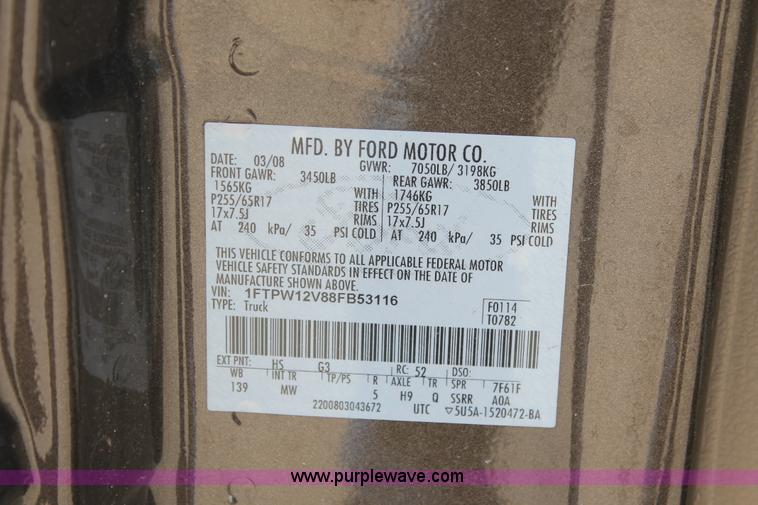 MFD. BY FORD MOTOR CO.
DATE: 03/08 GVWR: 7050LB/ 3198KG
FRONT GAWR: 3450LB REAR GAWR: 3850LB
1565KG WITH 1746KG WITH
P255/65R17 TIRES P255/65R17 TIRES
17x7.5J RIMS 17x7.5J RIMS
AT 240 kPa/ 35 PSI COLD AT 240 kPa/ 35 PSI COLD
THIS VEHICLE CONFORMS TO ALL APPLICABLE FEDERAL MOTOR
VEHICLE SAFETY STANDARDS IN EFFECT ON THE DATE OF
MANUFACTURE SHOWN ABOVE.
VIN: 1FTPW12V88FB53116 F0114
TYPE: Truck T0782
EXT PNT: HS G3 RC: 52 DSO:
WB INT TR TP/PS R AXLE TR SPR 7F61F
139 MW 5 H9 Q SSRR A0A
2200803043672 UTC ▽5U5A-1520472-BA
www.purplewave.com